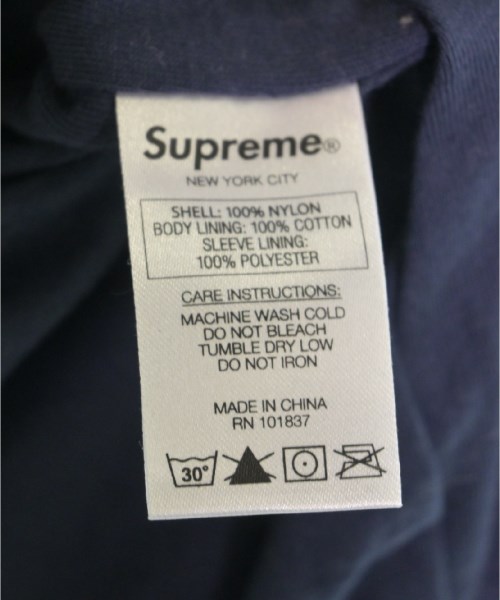 Supreme®
NEW YORK CITY
SHELL: 100% NYLON
BODY LINING: 100% COTTON
SLEEVE LINING:
100% POLYESTER
CARE INSTRUCTIONS:
MACHINE WASH COLD
DO NOT BLEACH
TUMBLE DRY LOW
DO NOT IRON
MADE IN CHINA
RN 101837
30°